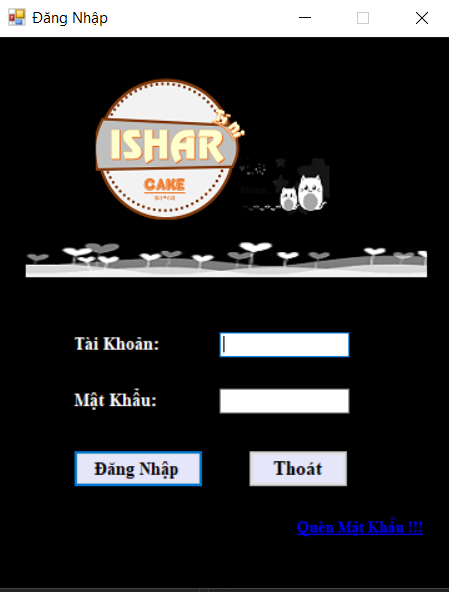 Đăng Nhập
ISHAR
CAKE
Tài Khoản:
Mật Khẩu:
Đăng Nhập
Thoát
Quên Mật Khẩu !!!